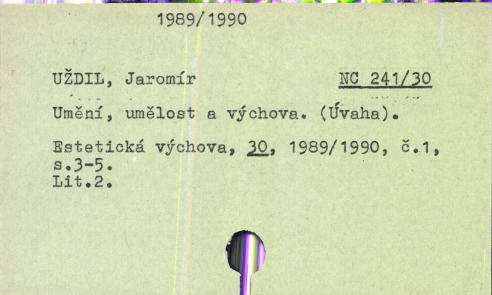 1989/1990
UŽDIL, Jaromír NC 241/30
Umění, umělost a výchova. (Úvaha).
Estetická výchova, 30, 1989/1990, č.1,
s.3-5.
Lit.2.